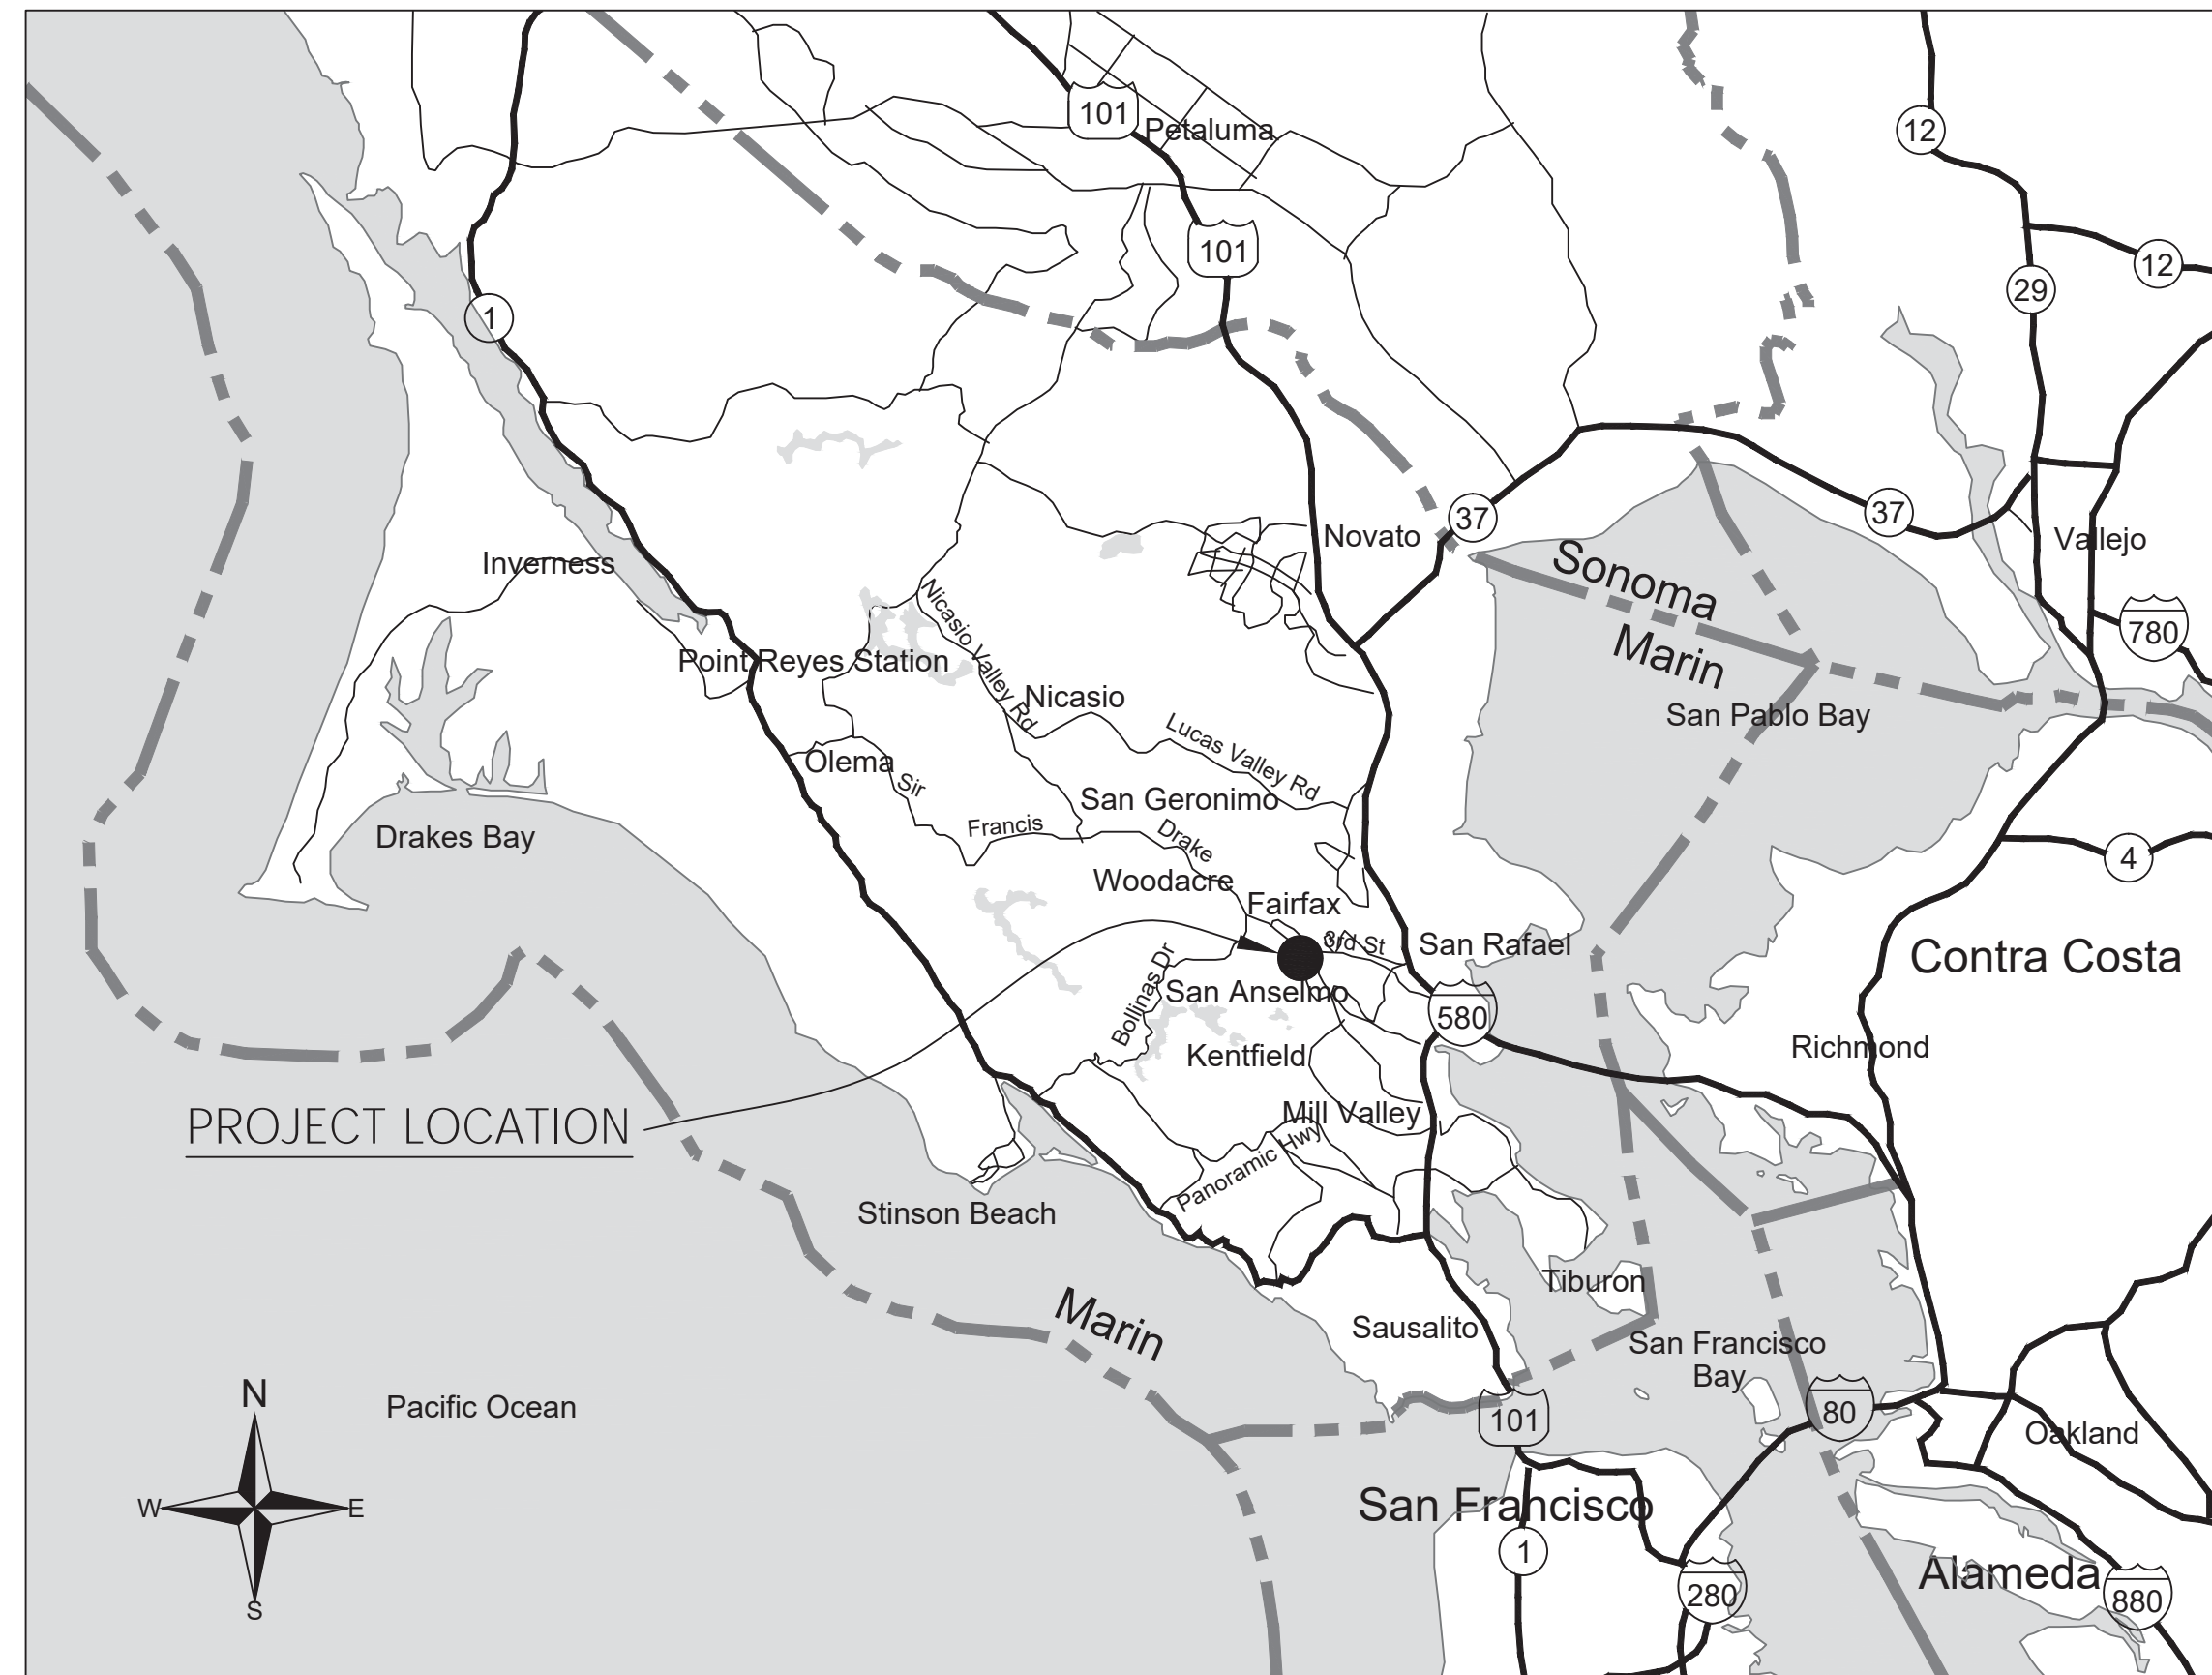 101
Petaluma
12
101
12
29
1
37
37
Novato
Vallejo
Sonoma
Inverness
780
Marin
Nicasio Valley Rd
Point Reyes Station
Nicasio
San Pablo Bay
Lucas Valley Rd
Olema
Sir
San Geronimo
Francis
Drake
Drakes Bay
4
Woodacre
Fairfax
3rd St
San Rafael
Contra Costa
Bollinas Dr
San Anselmo
580
Richmond
Kentfield
PROJECT LOCATION
Mill Valley
Panoramic Hwy
Stinson Beach
Tiburon
Marin
Sausalito
San Francisco
Bay
N
Pacific Ocean
101
80
Oakland
W
E
San Francisco
1
S
280
Alameda
880